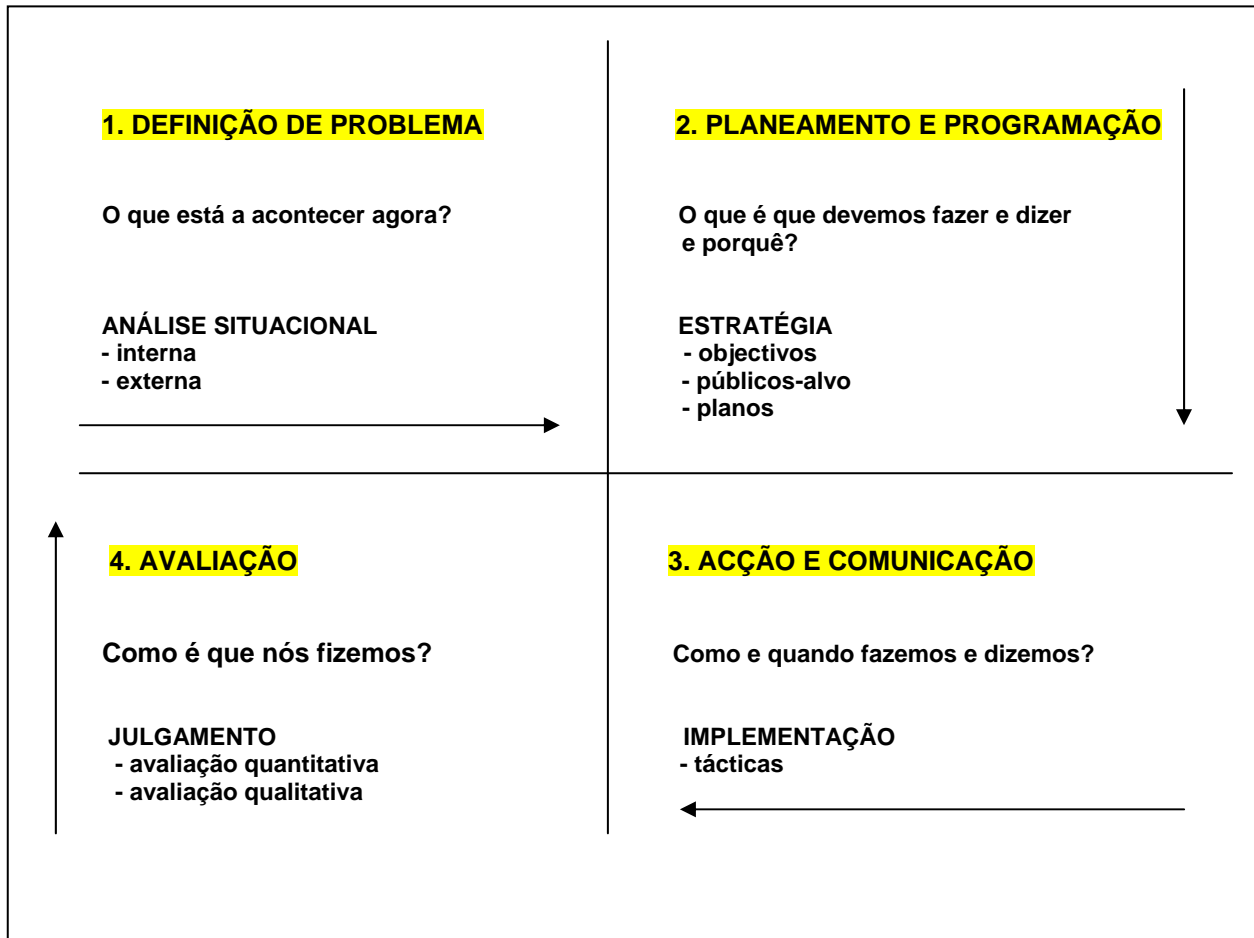 1. DEFINIÇÃO DE PROBLEMA
O que está a acontecer agora?
ANÁLISE SITUACIONAL
- interna
- externa
2. PLANEAMENTO E PROGRAMAÇÃO
O que é que devemos fazer e dizer
e porquê?
ESTRATÉGIA
- objectivos
- públicos-alvo
- planos
4. AVALIAÇÃO
Como é que nós fizemos?
JULGAMENTO
- avaliação quantitativa
- avaliação qualitativa
3. ACÇÃO E COMUNICAÇÃO
Como e quando fazemos e dizemos?
IMPLEMENTAÇÃO
- tácticas